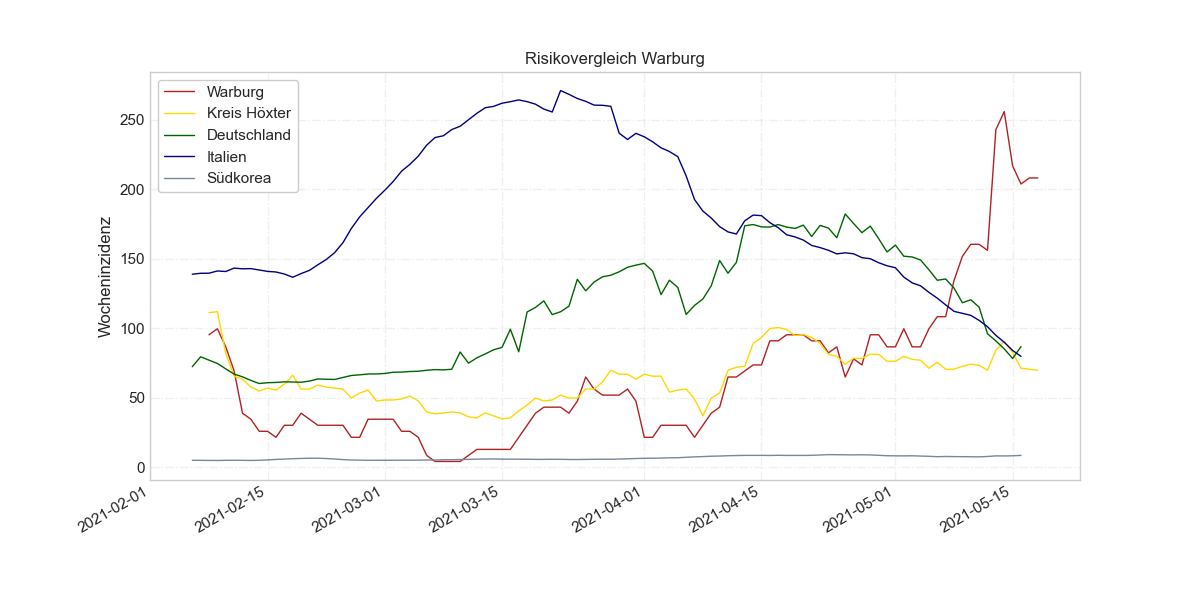 Risikovergleich Warburg
Warburg
Kreis Höxter
Deutschland
Italien
Südkorea
Wocheninzidenz
250
200
150
100
50
0
2021-02-01
2021-02-15
2021-03-01
2021-03-15
2021-04-01
2021-04-15
2021-05-01
2021-05-15